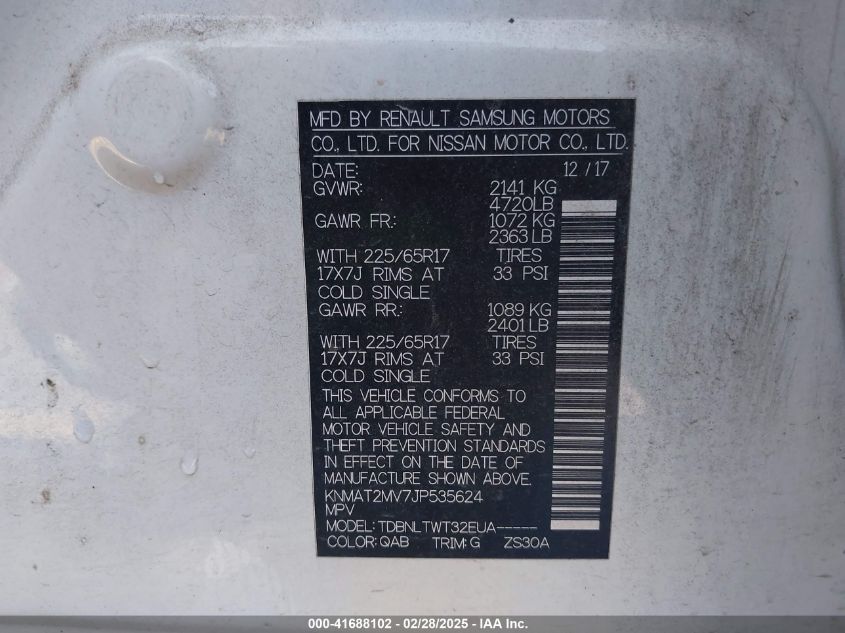 MFD BY RENAULT SAMSUNG MOTORS
CO., LTD. FOR NISSAN MOTOR CO., LTD.
DATE: 12 / 17
GVWR: 2141 KG
4720LB
GAWR FR.: 1072 KG
2363 LB
WITH 225/65R17 TIRES
17X7J RIMS AT 33 PSI
COLD SINGLE
GAWR RR.: 1089 KG
2401 LB
WITH 225/65R17 TIRES
17X7J RIMS AT 33 PSI
COLD SINGLE
THIS VEHICLE CONFORMS TO
ALL APPLICABLE FEDERAL
MOTOR VEHICLE SAFETY AND
THEFT PREVENTION STANDARDS
IN EFFECT ON THE DATE OF
MANUFACTURE SHOWN ABOVE.
KNMAT2MV7JP535624
MPV
MODEL: TDBNLTWT32EUA-----
COLOR: QAB TRIM: G ZS30A
000-41688102 - 02/28/2025 - IAA Inc.